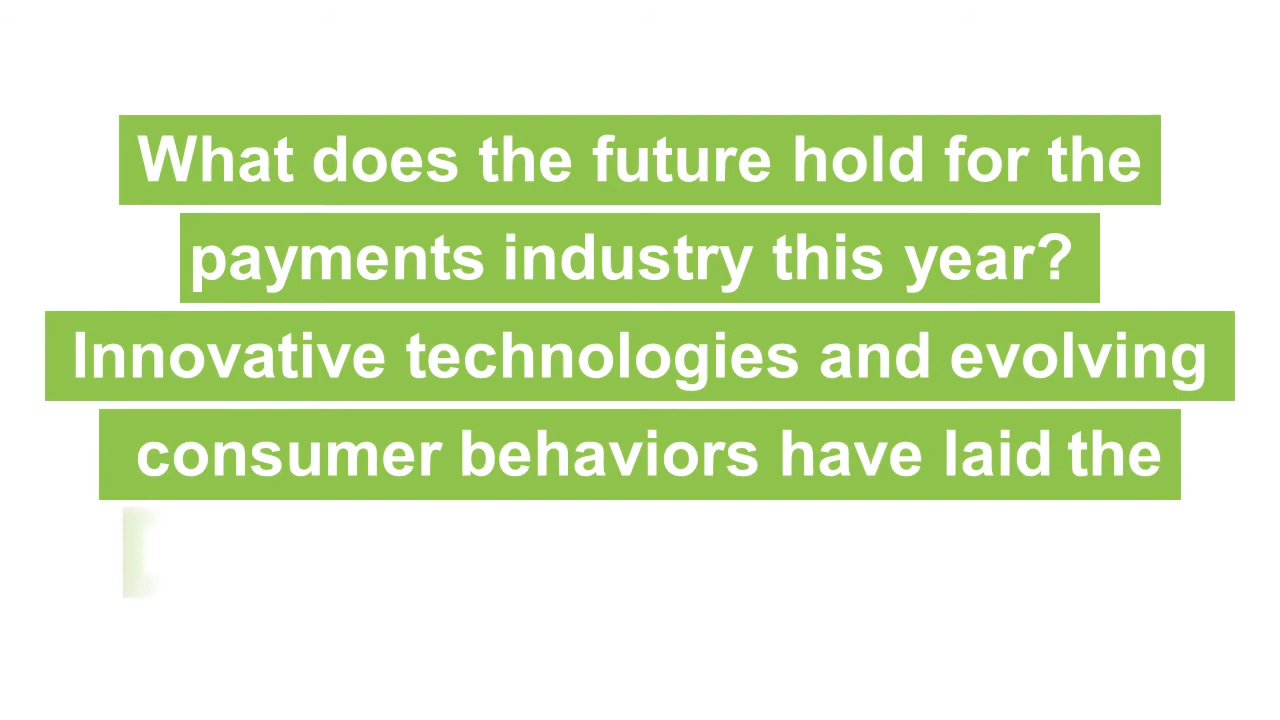 What does the future hold for the
payments industry this year?
Innovative technologies and evolving
consumer behaviors have laid the